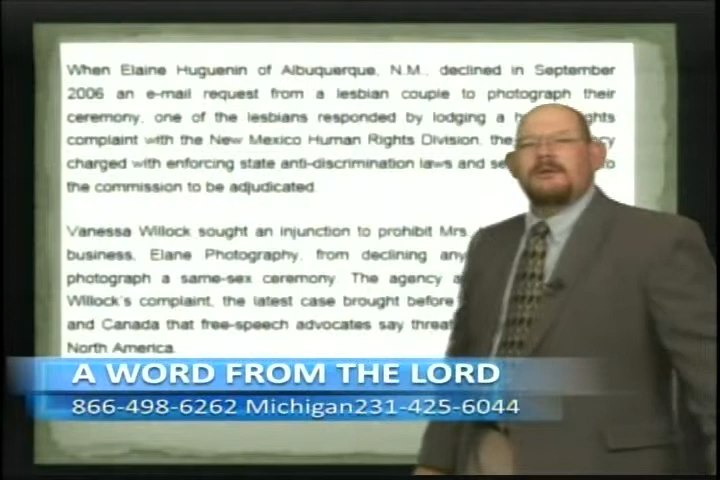 When Elaine Huguenin of Albuquerque, N.M., declined in September
2006 an e-mail request from a lesbian couple to photograph their
ceremony, one of the lesbians responded by lodging a
complaint with the New Mexico Human Rights Division, the
charged with enforcing state anti-discrimination laws and
the commission to be adjudicated.
Vanessa Willock sought an injunction to prohibit Mrs.
business, Elane Photography, from declining any
photograph a same-sex ceremony. The agency
Willock's complaint, the latest case brought before
and Canada that free-speech advocates say
North America.
A WORD FROM THE LORD
866-498-6262 Michigan231-425-6044